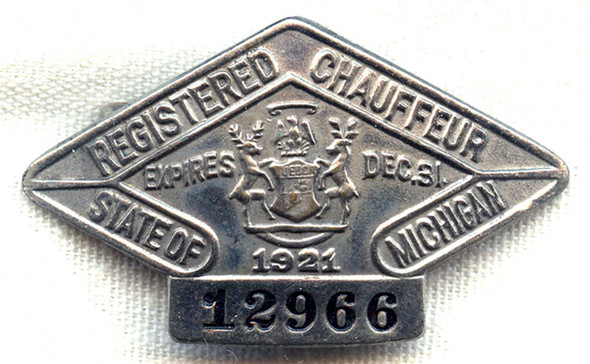 REGISTERED CHAUFFEUR
EXPIRES DEC. 31.
STATE OF MICHIGAN
1921
12966